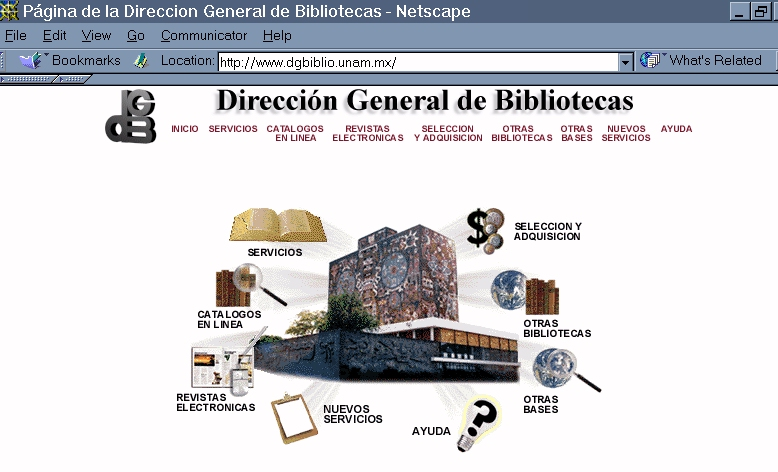 Página de la Direccion General de Bibliotecas - Netscape
File Edit View Go Communicator Help
Bookmarks Location: http://www.dgbiblio.unam.mx/ What's Related
DGB
Dirección General de Bibliotecas
INICIO SERVICIOS CATALOGOS EN LINEA REVISTAS ELECTRONICAS SELECCION Y ADQUISICION OTRAS BIBLIOTECAS OTRAS BASES NUEVOS SERVICIOS AYUDA
SERVICIOS
SELECCION Y
ADQUISICION
CATALOGOS
EN LINEA
OTRAS
BIBLIOTECAS
REVISTAS
ELECTRONICAS
OTRAS
BASES
NUEVOS
SERVICIOS
AYUDA